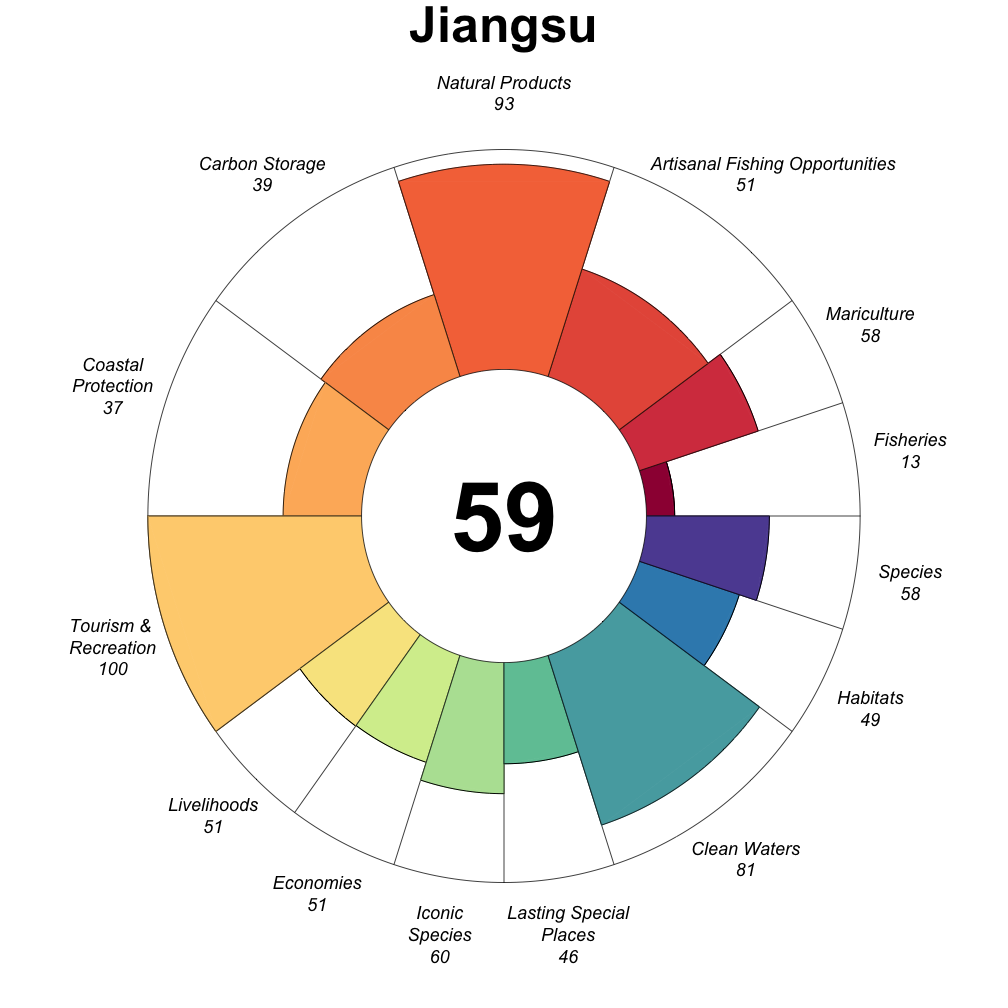 Jiangsu
Natural Products
93
Carbon Storage
39
Artisanal Fishing Opportunities
51
Mariculture
58
Coastal
Protection
37
Fisheries
13
59
Species
58
Tourism &
Recreation
100
Habitats
49
Livelihoods
51
Clean Waters
81
Economies
51
Iconic
Species
60
Lasting Special
Places
46